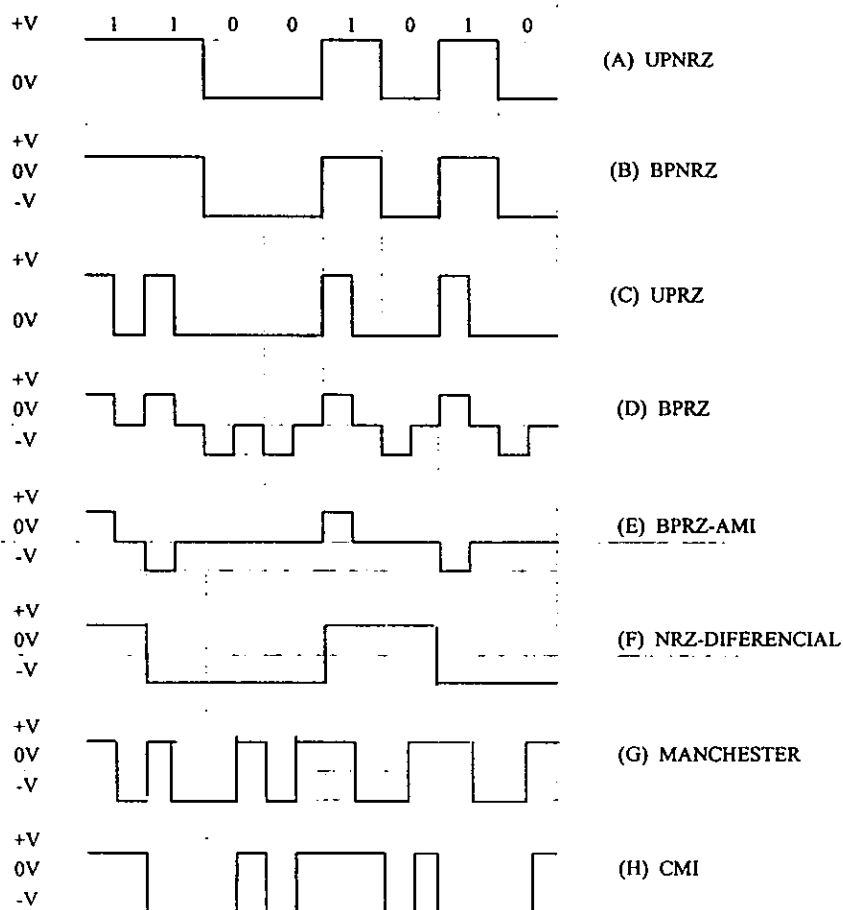 +V 1 1 0 0 1 0 1 0
0V
(A) UPNRZ
+V
0V
-V
(B) BPNRZ
+V
0V
(C) UPRZ
+V
0V
-V
(D) BPRZ
+V
0V
-V
(E) BPRZ-AMI
+V
0V
-V
(F) NRZ-DIFERENCIAL
+V
0V
-V
(G) MANCHESTER
+V
0V
-V
(H) CMI